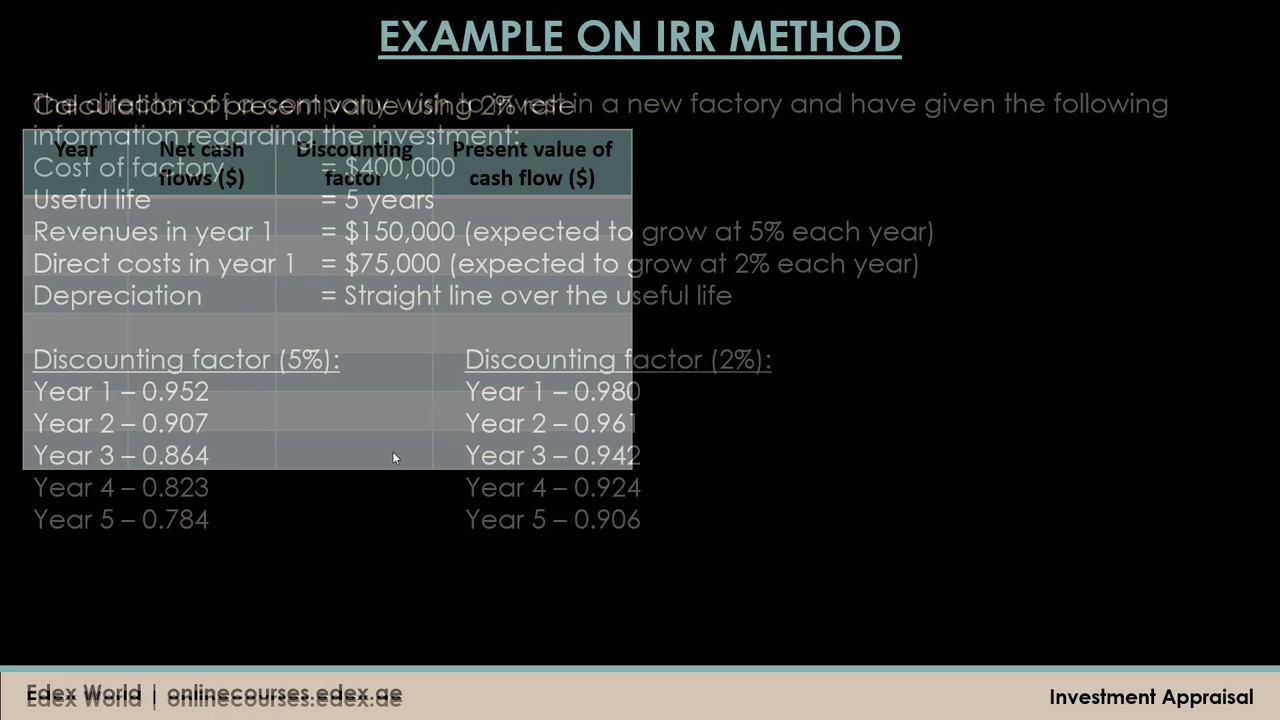 EXAMPLE ON IRR METHOD
Calculation of present value using 2% rate
The directors of a company wish to invest in a new factory and have given the following
information regarding the investment:
Year Net cash flows ($) Discounting factor Present value of cash flow ($)
Cost of factory = $400,000
Useful life = 5 years
Revenues in year 1 = $150,000 (expected to grow at 5% each year)
Direct costs in year 1 = $75,000 (expected to grow at 2% each year)
Depreciation = Straight line over the useful life
Discounting factor (5%): Discounting factor (2%):
Year 1 – 0.952 Year 1 – 0.980
Year 2 – 0.907 Year 2 – 0.961
Year 3 – 0.864 Year 3 – 0.942
Year 4 – 0.823 Year 4 – 0.924
Year 5 – 0.784 Year 5 – 0.906
Edex World | onlinecourses.edex.ae
Investment Appraisal